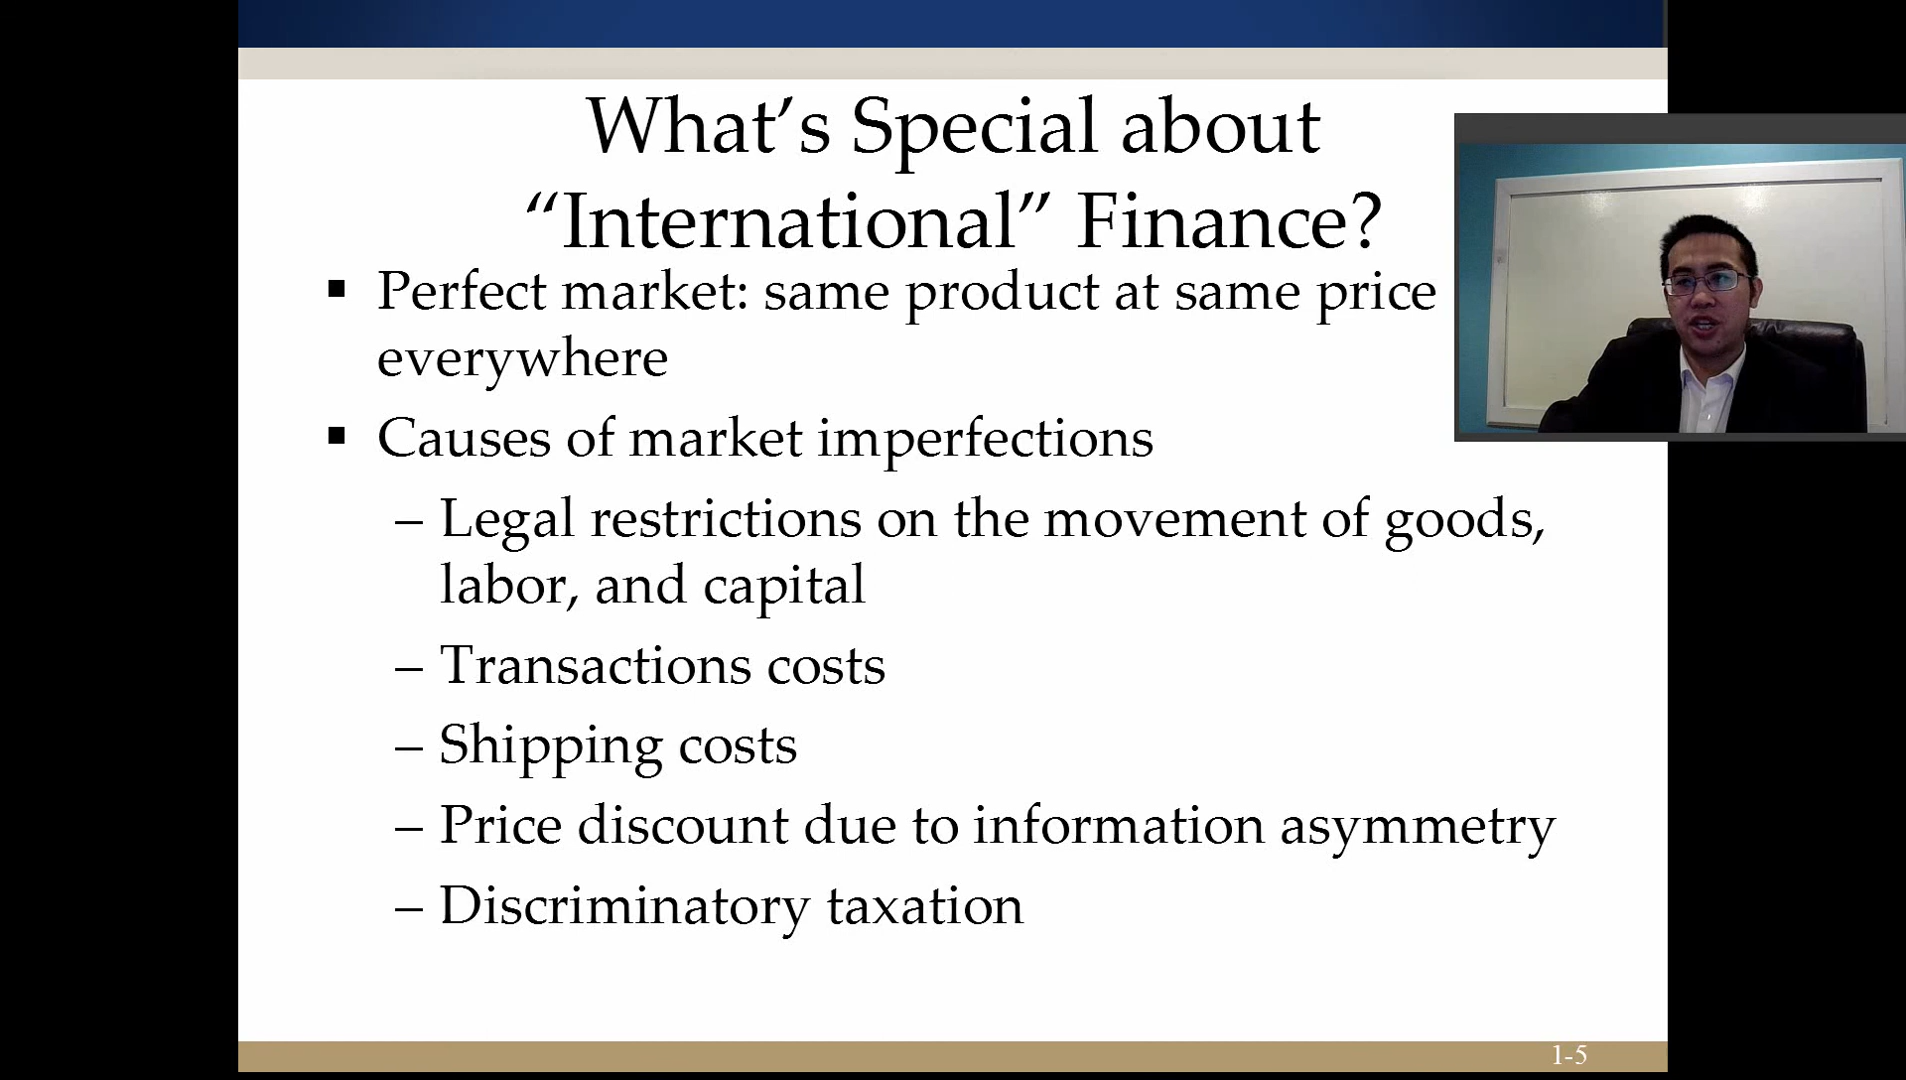 What’s Special about
“International” Finance?
▪ Perfect market: same product at same price
everywhere
▪ Causes of market imperfections
– Legal restrictions on the movement of goods,
labor, and capital
– Transactions costs
– Shipping costs
– Price discount due to information asymmetry
– Discriminatory taxation
1-5